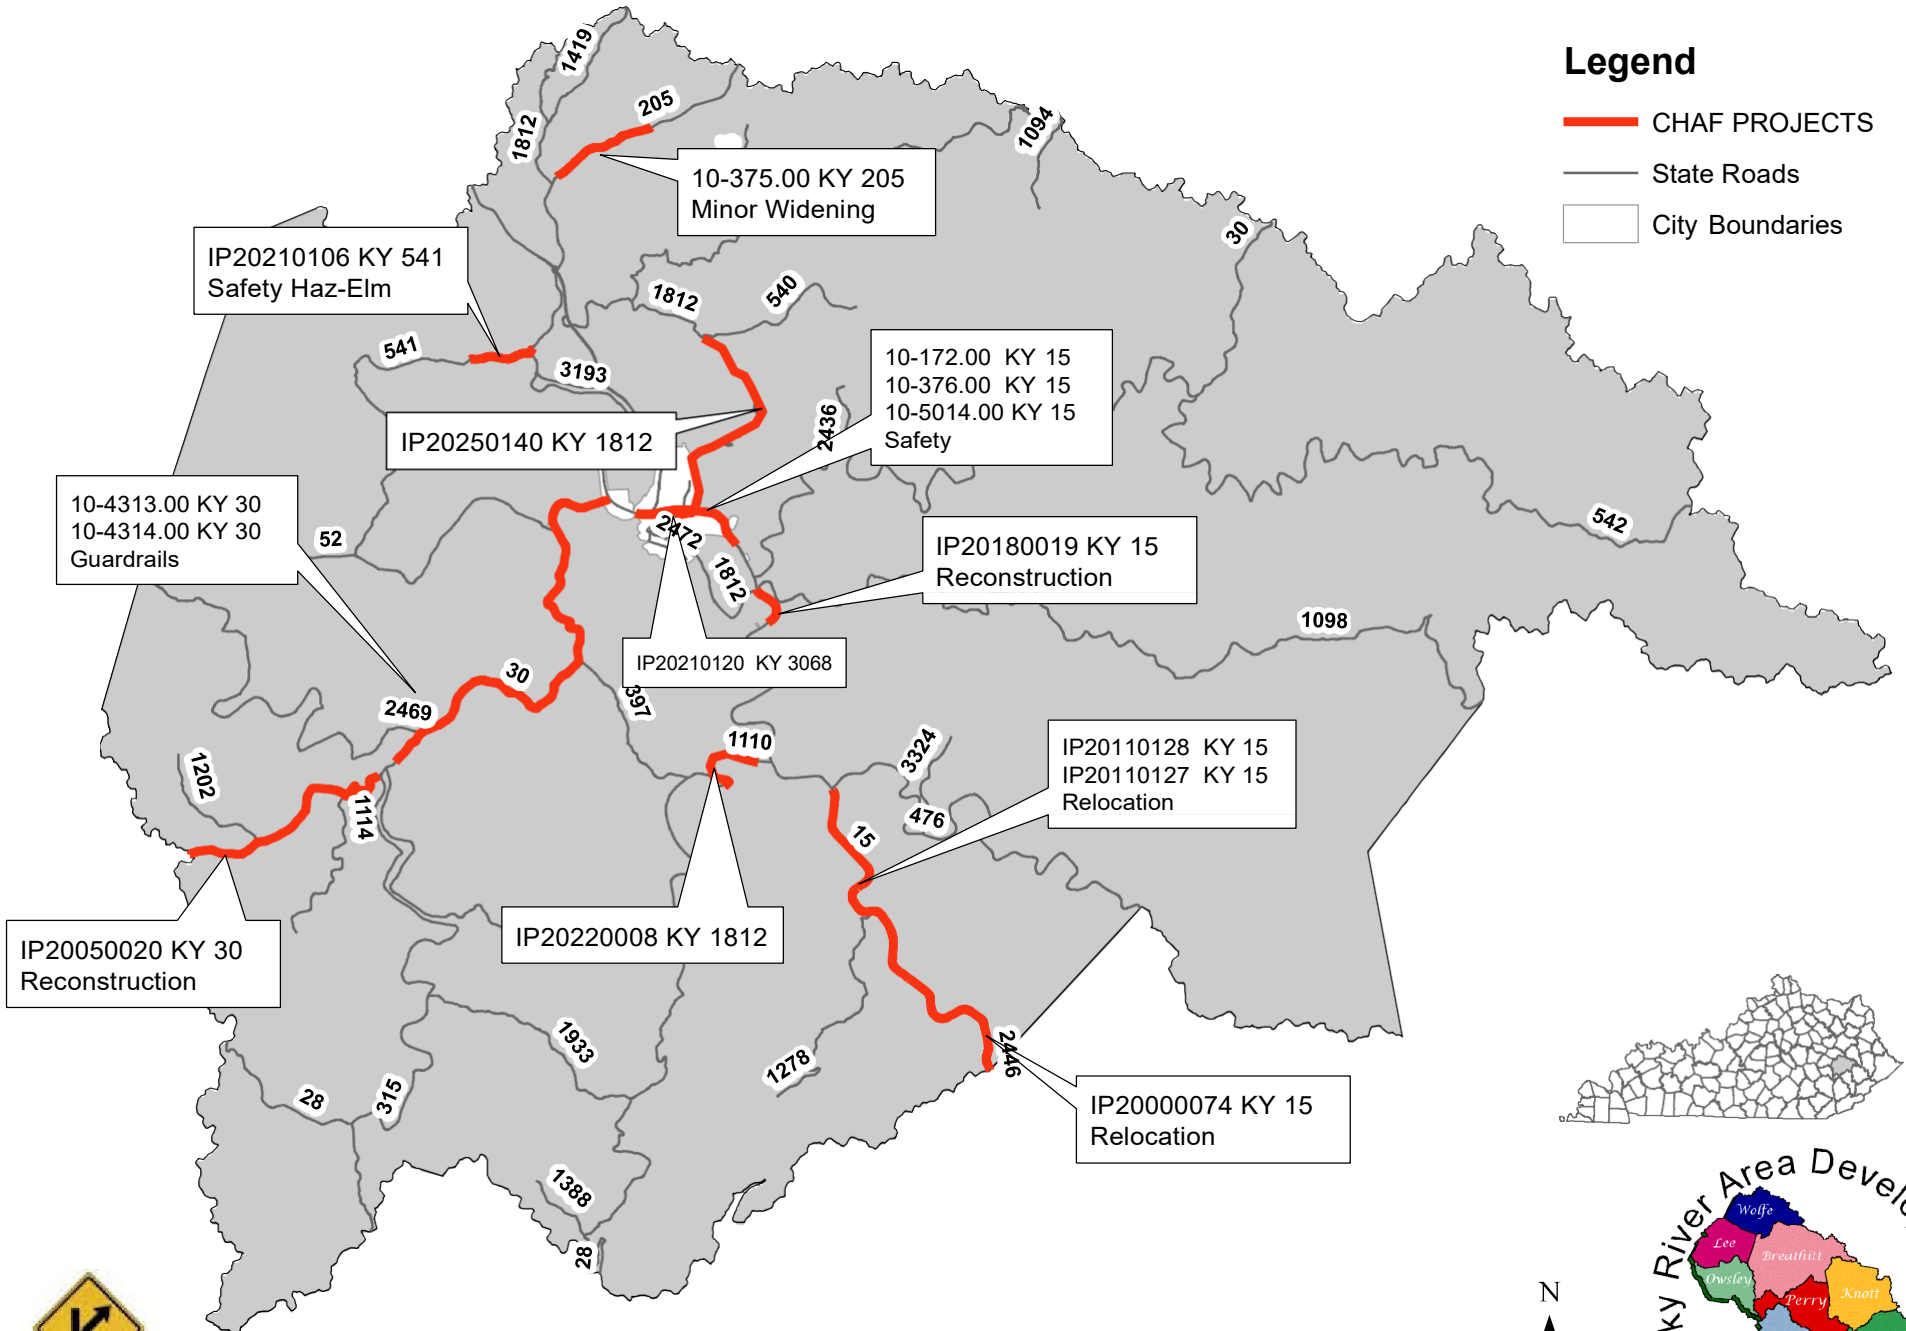 Legend
CHAF PROJECTS
State Roads
City Boundaries
1419
205
1812
1094
10-375.00 KY 205
Minor Widening
30
IP20210106 KY 541
Safety Haz-Elm
1812
540
541
3193
10-172.00 KY 15
10-376.00 KY 15
10-5014.00 KY 15
Safety
2436
IP20250140 KY 1812
10-4313.00 KY 30
10-4314.00 KY 30
Guardrails
52
2472
542
IP20180019 KY 15
Reconstruction
1812
1098
IP20210120 KY 3068
30
397
2469
1110
3324
1202
1114
IP20110128 KY 15
IP20110127 KY 15
Relocation
476
15
IP20220008 KY 1812
IP20050020 KY 30
Reconstruction
1933
1278
2446
28
315
IP20000074 KY 15
Relocation
1388
28
ky River Area Develo
Wolfe
Lee
Breathitt
Owsley
Perry
Knott
N